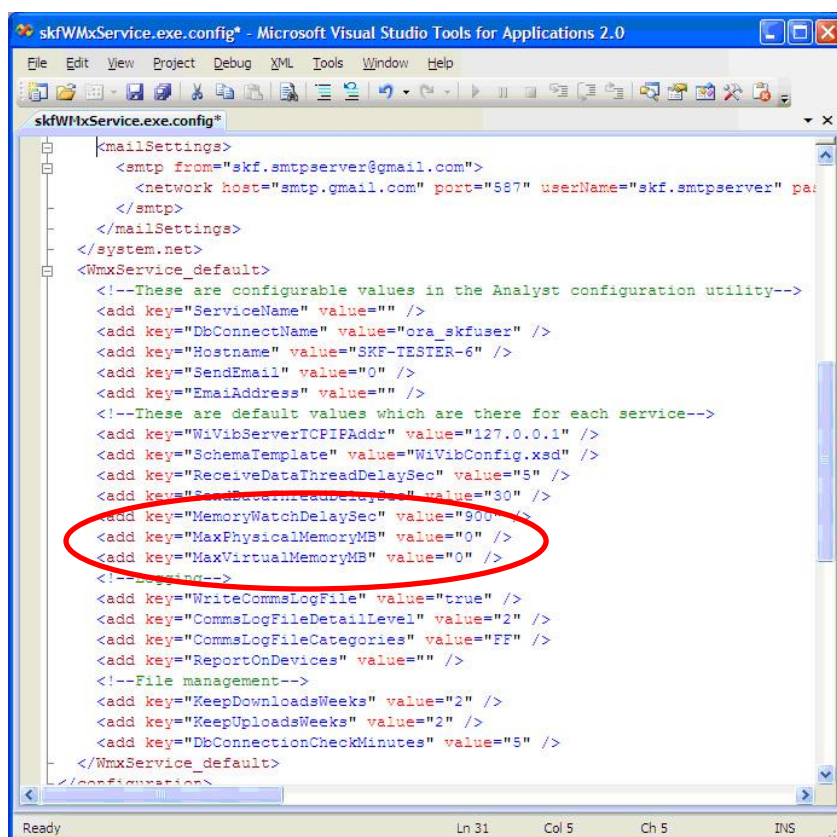 skfWMxService.exe.config* - Microsoft Visual Studio Tools for Applications 2.0
File Edit View Project Debug XML Tools Window Help
skfWMxService.exe.config*
<mailSettings>
<smtp from="skf.smtpserver@gmail.com">
<network host="smtp.gmail.com" port="587" userName="skf.smtpserver"
</smtp>
</mailSettings>
</system.net>
<WmxService_default>
<!--These are configurable values in the Analyst configuration utility-->
<add key="ServiceName" value="" />
<add key="DbConnectName" value="ora_skfuser" />
<add key="Hostname" value="SKF-TESTER-6" />
<add key="SendEmail" value="0" />
<add key="EmaiAddress" value="" />
<!--These are default values which are there for each service-->
<add key="WiVibServerTCPIPAddr" value="127.0.0.1" />
<add key="SchemaTemplate" value="WiVibConfig.xsd" />
<add key="ReceiveDataThreadDelaySec" value="5" />
<add key="SendDataThreadDelaySec" value="30" />
<add key="MemoryWatchDelaySec" value="900" />
<add key="MaxPhysicalMemoryMB" value="0" />
<add key="MaxVirtualMemoryMB" value="0" />
<!--Logging-->
<add key="WriteCommsLogFile" value="true" />
<add key="CommsLogFileDetailLevel" value="2" />
<add key="CommsLogFileCategories" value="FF" />
<add key="ReportOnDevices" value="" />
<!--File management-->
<add key="KeepDownloadsWeeks" value="2" />
<add key="KeepUploadsWeeks" value="2" />
<add key="DbConnectionCheckMinutes" value="5" />
</WmxService_default>
</configuration>
Ready Ln 31 Col 5 Ch 5 INS